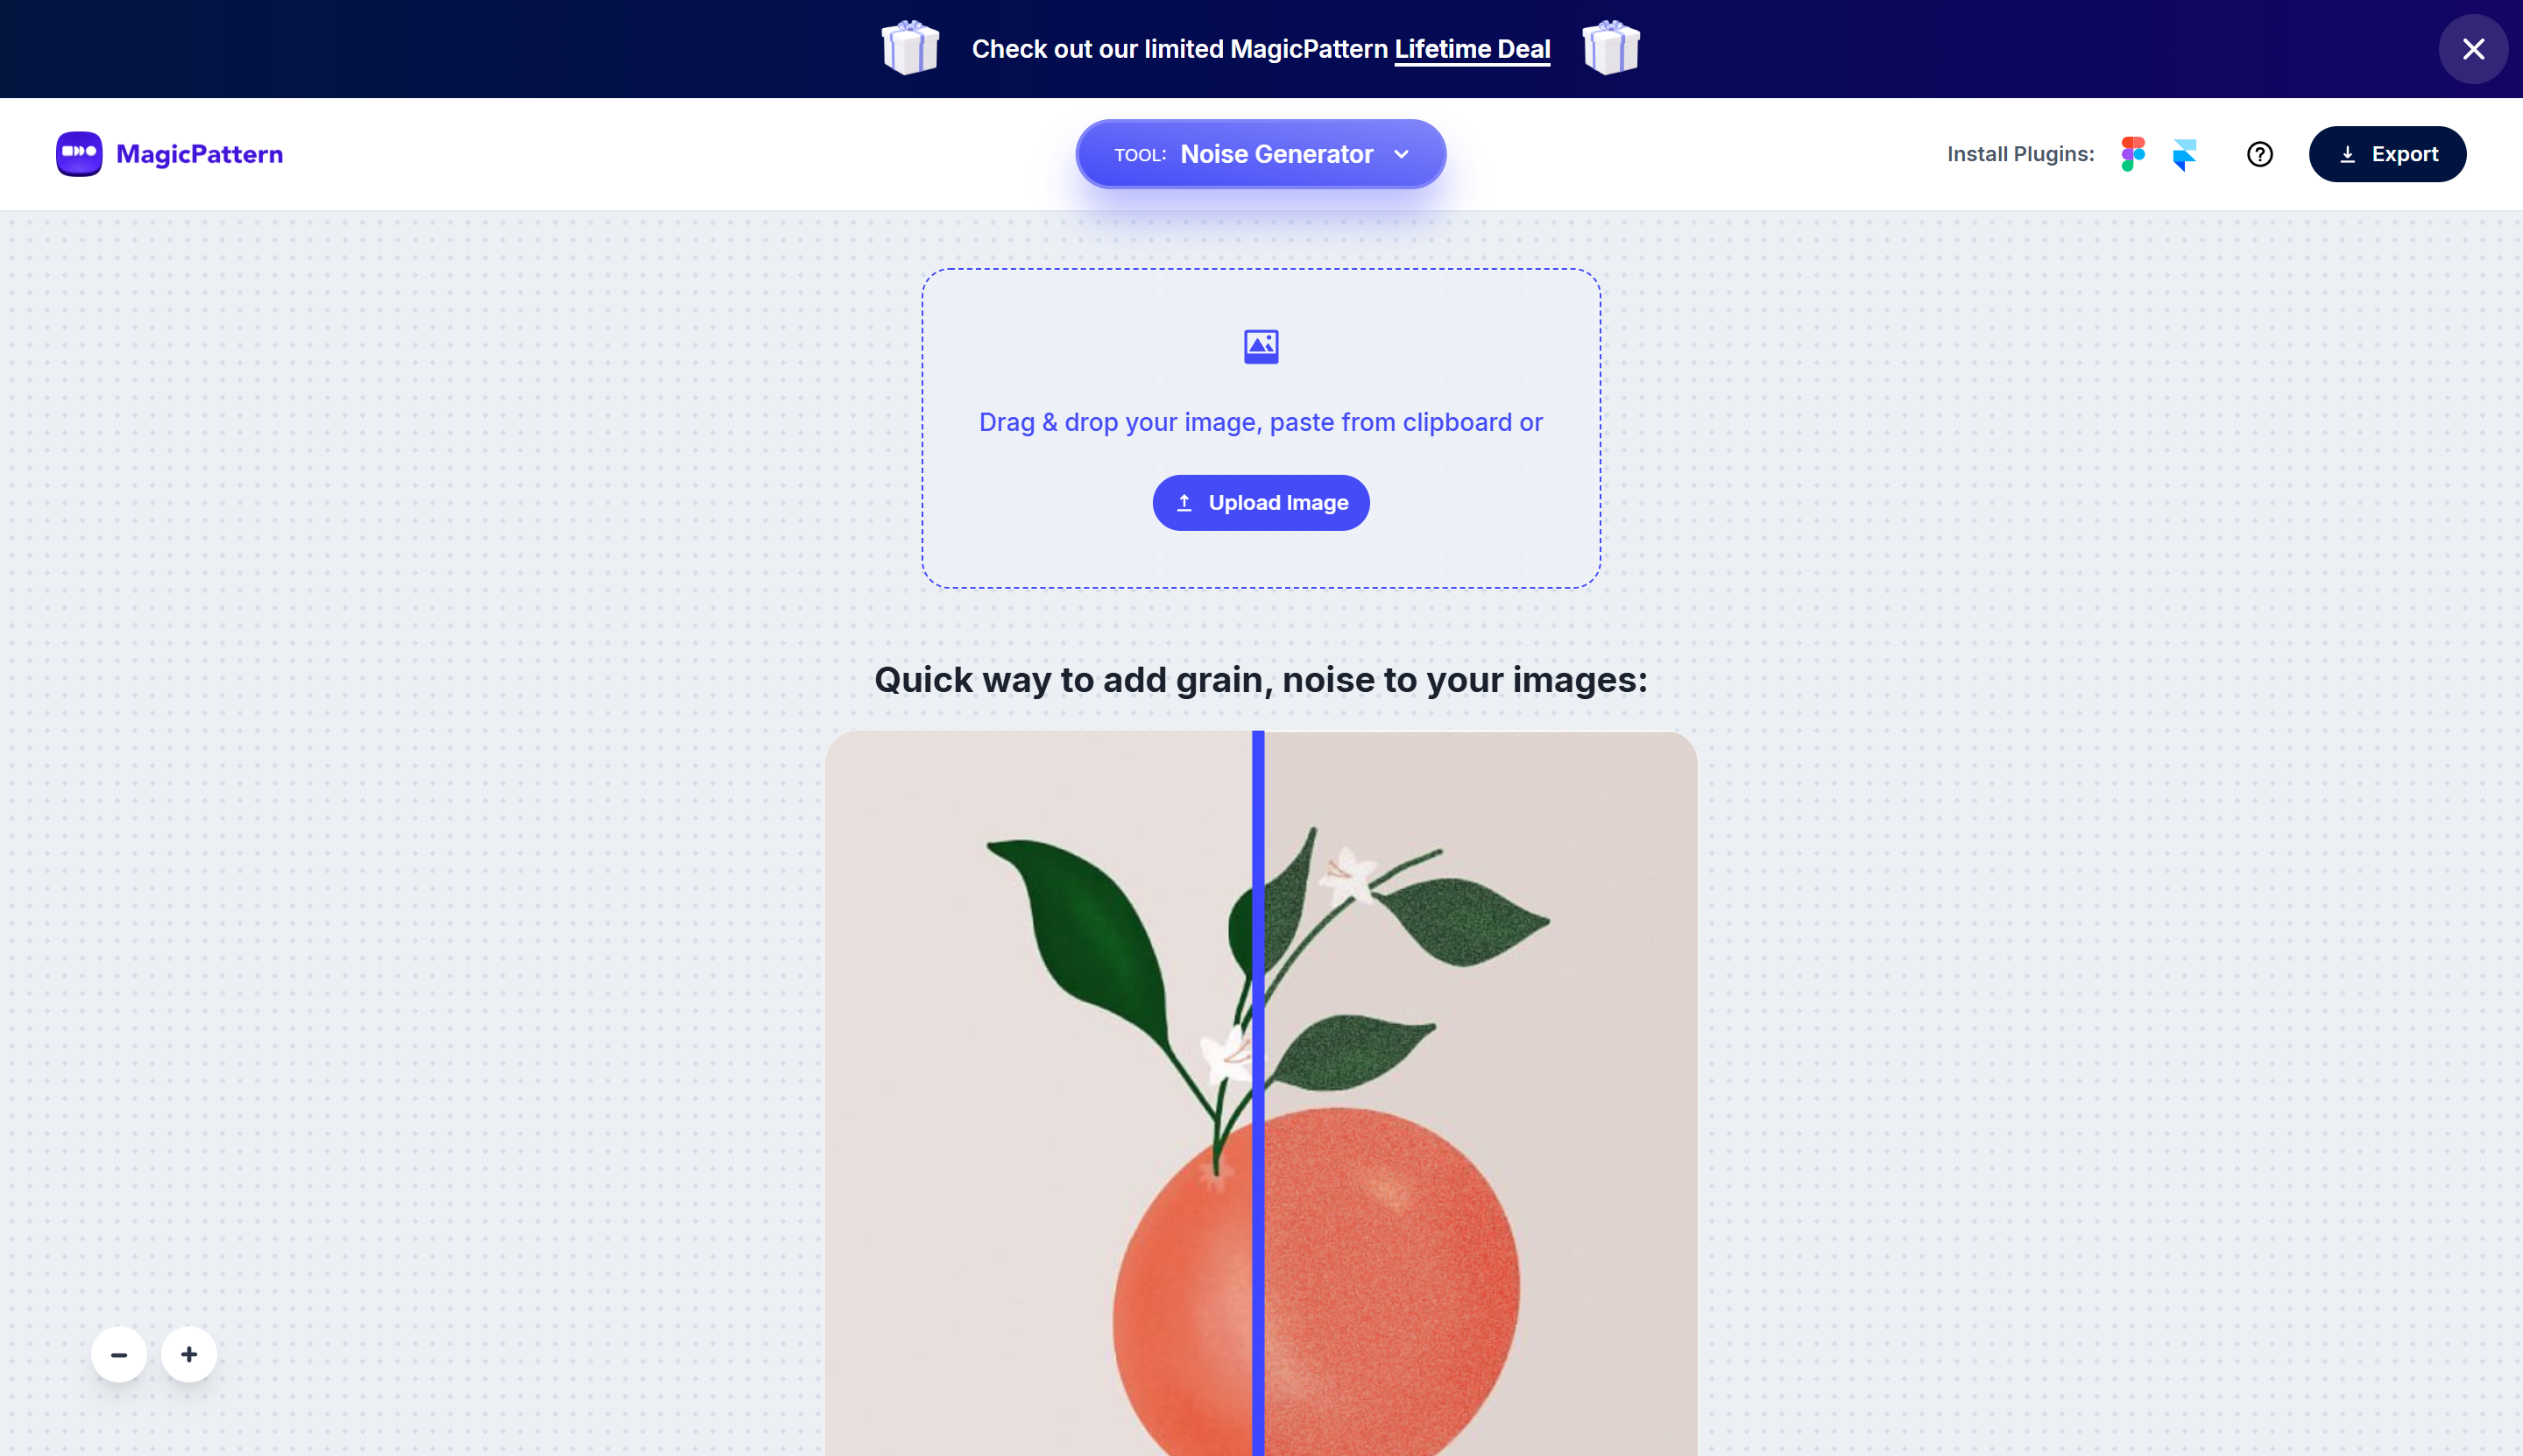 Check out our limited MagicPattern Lifetime Deal
MagicPattern
TOOL: Noise Generator
Install Plugins:
Export
Drag & drop your image, paste from clipboard or
Upload Image
Quick way to add grain, noise to your images: